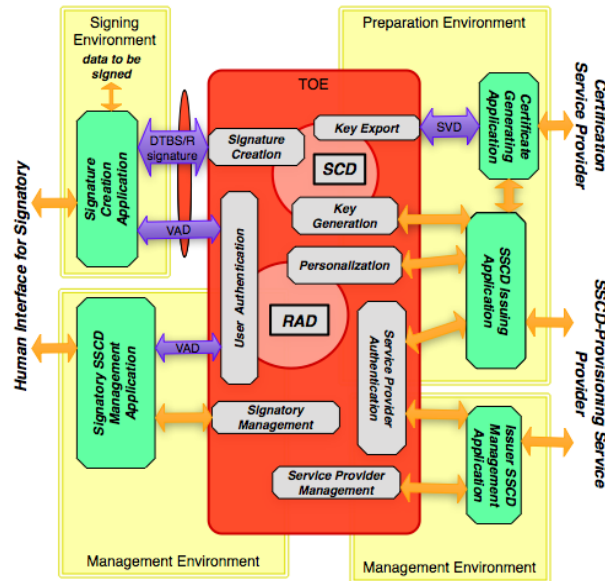 Signing
Environment
data to be
signed
Preparation Environment
TOE
DTBS/R
signature
Signature
Creation
Application
Signature
Creation
Key Export
SVD
Certificate
Generating
Application
Certification
Service Provider
SCD
Key
Generation
Human Interface for Signatory
VAD
User Authentication
Personalization
SSCD Issuing
Application
RAD
SSCD-Provisioning Service
Provider
Signatory SSCD
Management
Application
VAD
Service Provider
Authentication
Signatory
Management
Issuer SSCD
Management
Application
Service Provider
Management
Management Environment
Management Environment